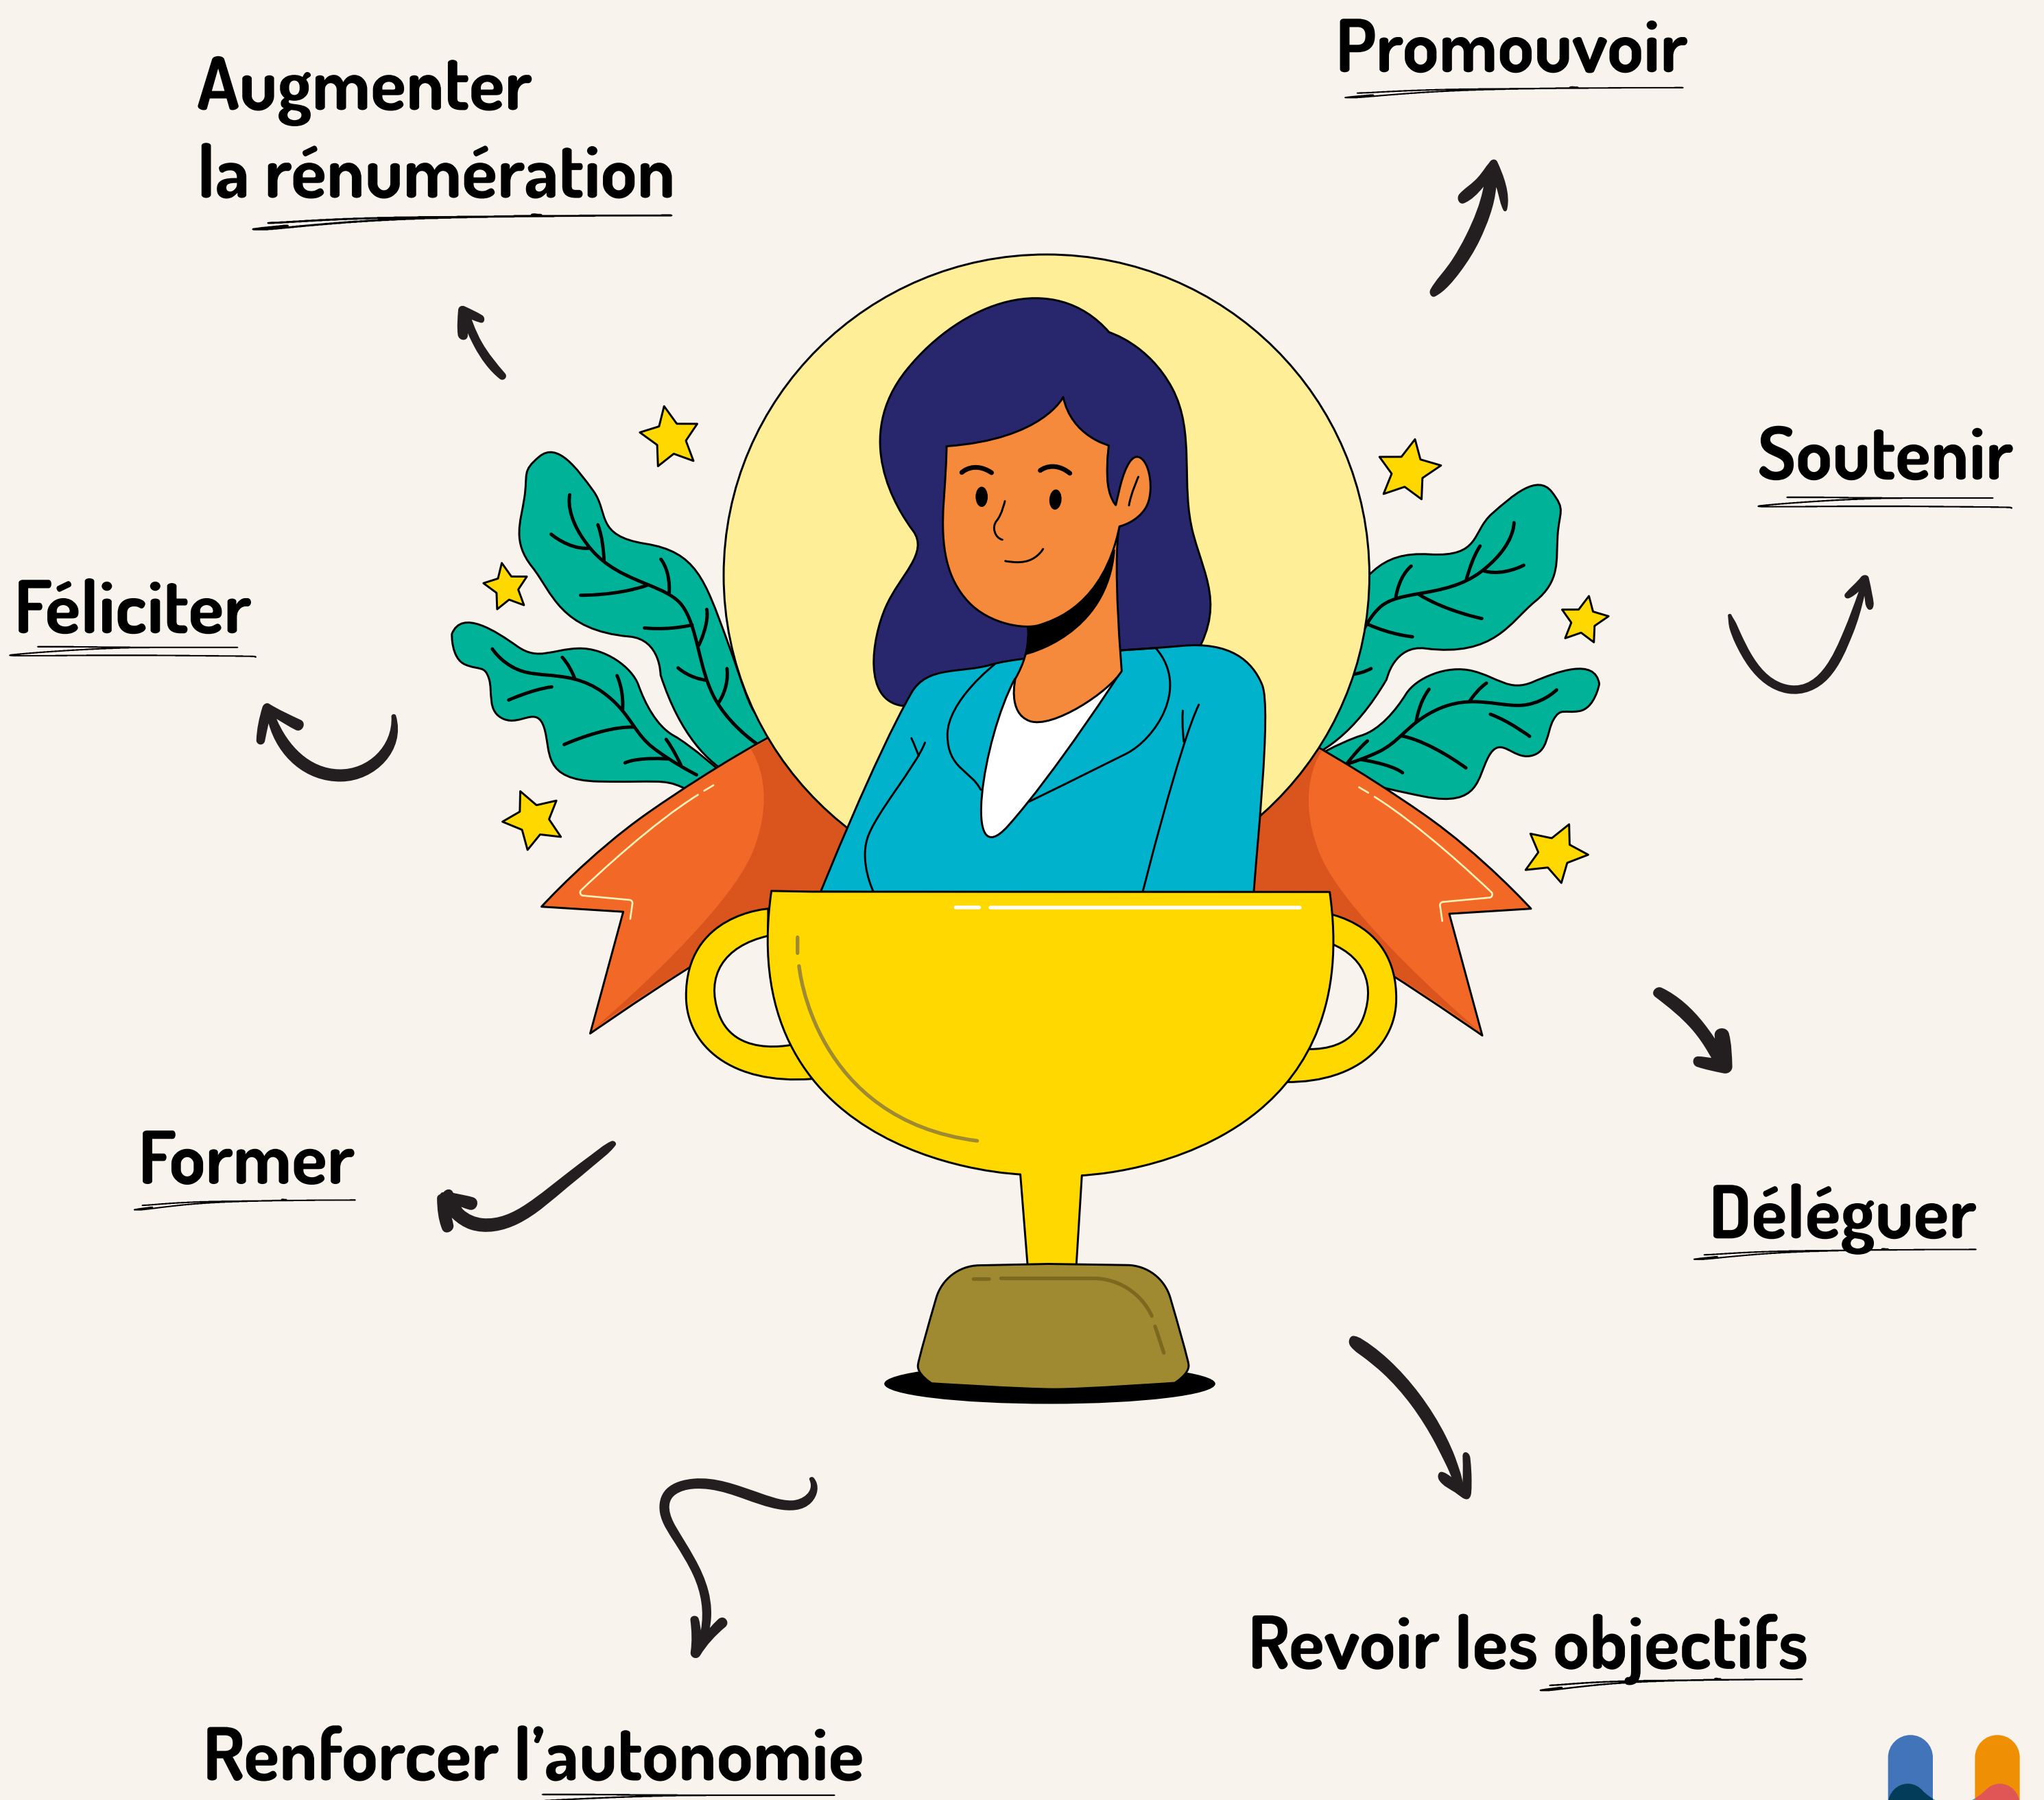 Promouvoir
Augmenter
la rénumération
Soutenir
Féliciter
Former
Déléguer
Revoir les objectifs
Renforcer l'autonomie